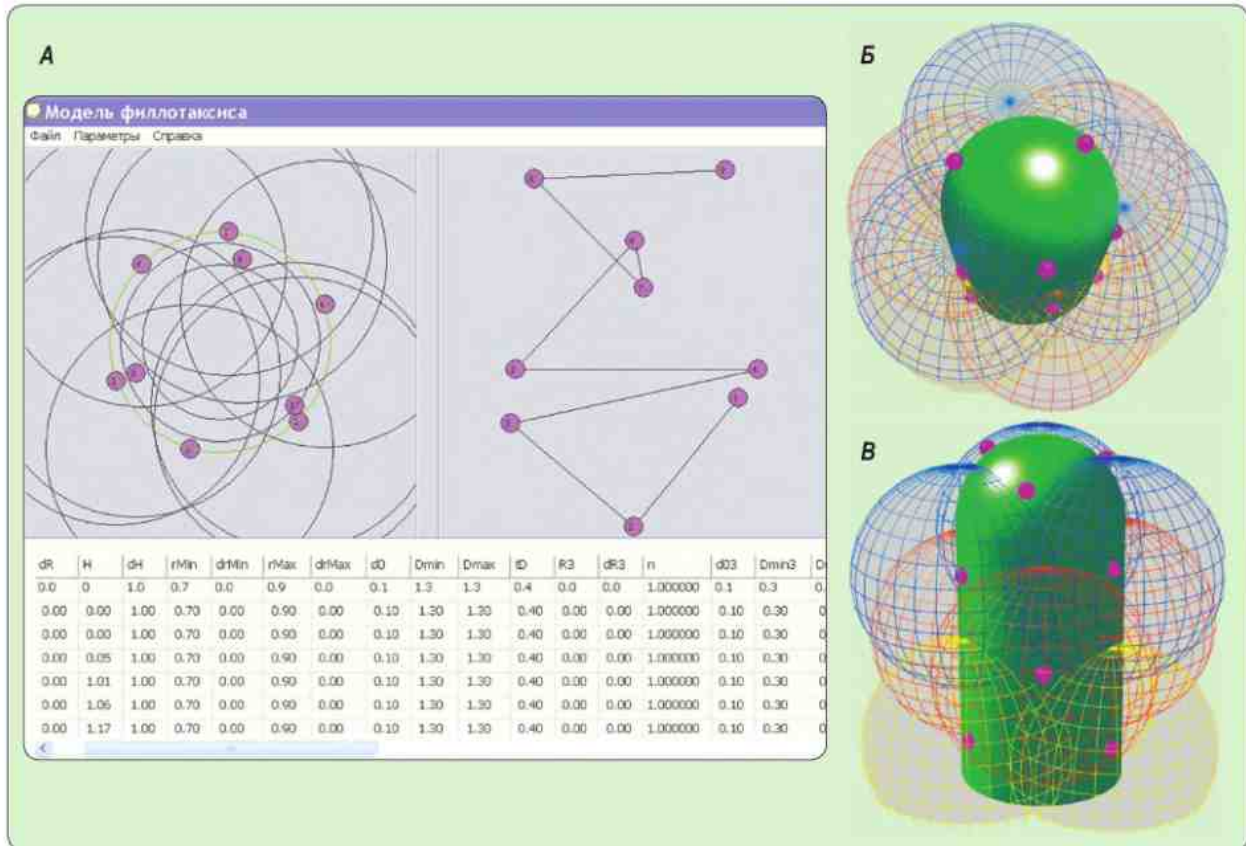 А
Б
В
Модель филлотаксиса
Файл Параметры Справка
dR H dH rMin drMin rMax drMax d0 Dmin Dmax tD R3 dR3 n d03 Dmin3
0.0 0 1.0 0.7 0.0 0.9 0.0 0.1 1.3 1.3 0.4 0.0 0.0 1.000000 0.1 0.3
0.00 0.00 1.00 0.70 0.00 0.90 0.00 0.10 1.30 1.30 0.40 0.00 0.00 1.000000 0.10 0.30
0.00 0.00 1.00 0.70 0.00 0.90 0.00 0.10 1.30 1.30 0.40 0.00 0.00 1.000000 0.10 0.30
0.00 0.05 1.00 0.70 0.00 0.90 0.00 0.10 1.30 1.30 0.40 0.00 0.00 1.000000 0.10 0.30
0.00 1.01 1.00 0.70 0.00 0.90 0.00 0.10 1.30 1.30 0.40 0.00 0.00 1.000000 0.10 0.30
0.00 1.06 1.00 0.70 0.00 0.90 0.00 0.10 1.30 1.30 0.40 0.00 0.00 1.000000 0.10 0.30
0.00 1.17 1.00 0.70 0.00 0.90 0.00 0.10 1.30 1.30 0.40 0.00 0.00 1.000000 0.10 0.30